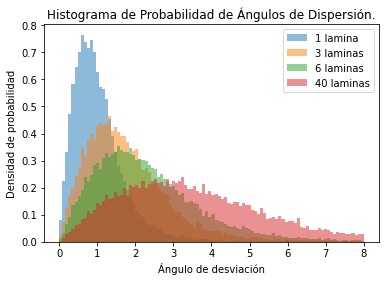 Histograma de Probabilidad de Ángulos de Dispersión.
1 lamina
3 laminas
6 laminas
40 laminas
Densidad de probabilidad
0.8
0.7
0.6
0.5
0.4
0.3
0.2
0.1
0.0
0 1 2 3 4 5 6 7 8
Ángulo de desviación